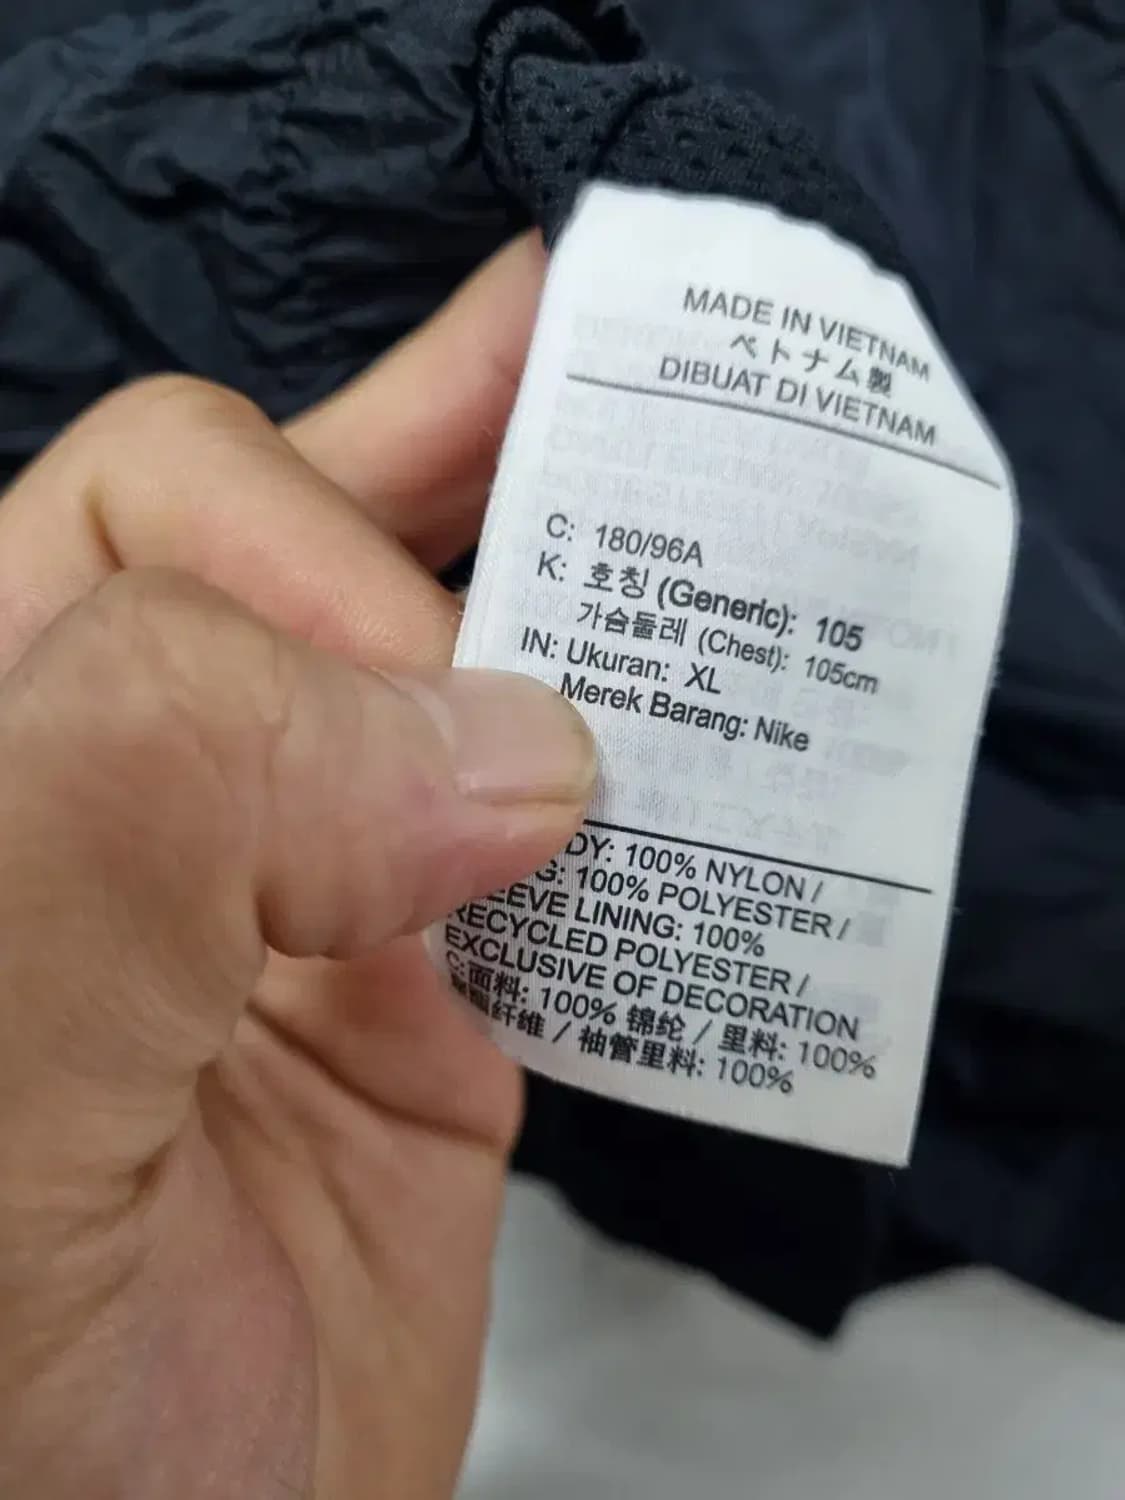 MADE IN VIETNAM
ベトナム製
DIBUAT DI VIETNAM
C: 180/96A
K: 호칭 (Generic): 105
가슴둘레 (Chest): 105cm
IN: Ukuran: XL
Merek Barang: Nike
DY: 100% NYLON /
G: 100% POLYESTER /
EEVE LINING: 100%
RECYCLED POLYESTER /
EXCLUSIVE OF DECORATION
C: 面料: 100% 锦纶 / 里料: 100%
纤维 / 袖管里料: 100%